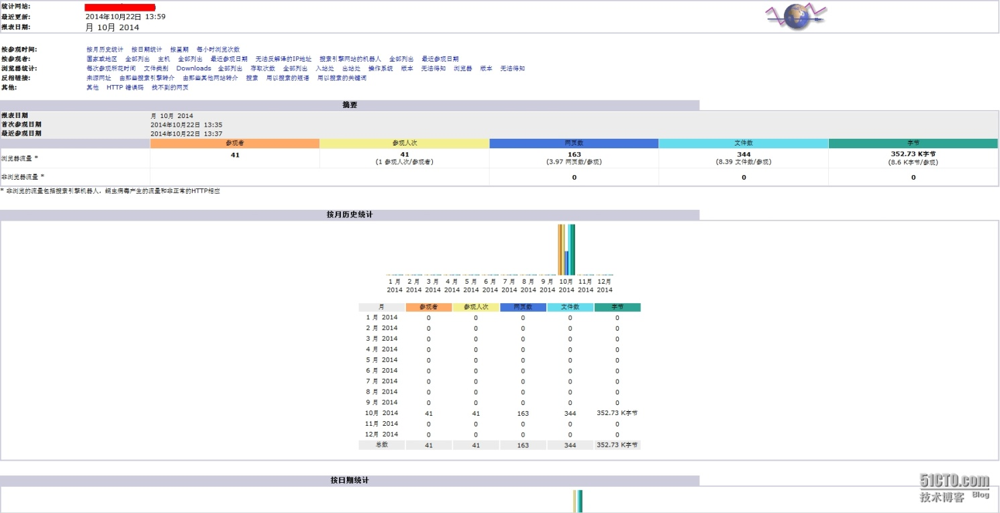 统计网站:
最近更新: 2014年10月22日 13:59
报表日期: 月 10月 2014
按参观时间: 按月历史统计 按日期统计 按星期 每小时浏览次数
按参观者: 国家或地区 全部列出 主机 全部列出 最近参观日期 无法反解译的IP地址 搜索引擎网站的机器人 全部列出 最近参观日期
浏览器统计: 每次参观所花时间 文件类别 Downloads 全部列出 存取次数 全部列出 入站处 出站处 操作系统 版本 无法得知 浏览器 版本 无法得知
反相链接: 来源网址 由那些搜索引擎转介 由那些其他网站转介 搜索 用以搜索的短语 用以搜索的关键词
其他: 其他 HTTP 错误码 找不到的网页
摘要
报表日期 月 10月 2014
首次参观日期 2014年10月22日 13:35
最近参观日期 2014年10月22日 13:37
参观者 参观人次 网页数 文件数 字节
浏览器流量 * 41 41 163 344 352.73 K字节
(1 参观人次/参观者) (3.97 网页数/参观) (8.39 文件数/参观) (8.6 K字节/参观)
非浏览器流量 * 0 0 0
* 非浏览的流量包括搜索引擎机器人，蠕虫病毒产生的流量和非正常的HTTP相应
按月历史统计
1 月 2 月 3 月 4 月 5 月 6 月 7 月 8 月 9 月 10月 11月 12月
2014 2014 2014 2014 2014 2014 2014 2014 2014 2014 2014 2014
月 参观者 参观人次 网页数 文件数 字节
1 月 2014 0 0 0 0 0
2 月 2014 0 0 0 0 0
3 月 2014 0 0 0 0 0
4 月 2014 0 0 0 0 0
5 月 2014 0 0 0 0 0
6 月 2014 0 0 0 0 0
7 月 2014 0 0 0 0 0
8 月 2014 0 0 0 0 0
9 月 2014 0 0 0 0 0
10月 2014 41 41 163 344 352.73 K字节
11月 2014 0 0 0 0 0
12月 2014 0 0 0 0 0
总数 41 41 163 344 352.73 K字节
按日期统计
51CTO.com
技术博客 Blog